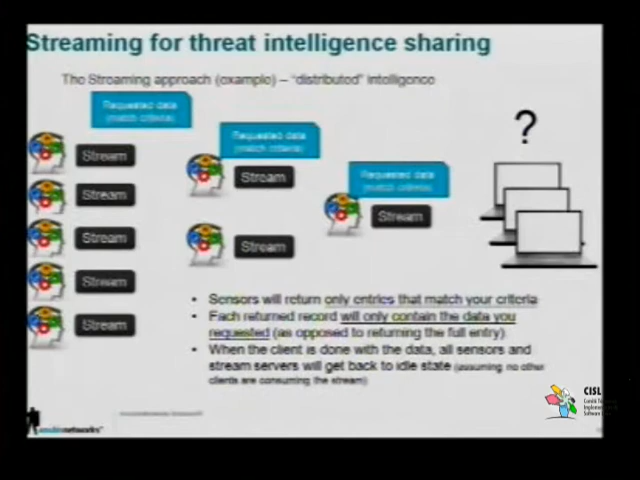 Streaming for threat intelligence sharing
The Streaming approach (example) – "distributed" intelligence
Requested data
(match criteria)
Requested data
(match criteria)
Requested data
(match criteria)
?
Stream
Stream
Stream
Stream
Stream
Stream
Stream
Stream
• Sensors will return only entries that match your criteria
• Each returned record will only contain the data you
requested (as opposed to returning the full entry).
• When the client is done with the data, all sensors and
stream servers will get back to idle state (assuming no other
clients are consuming the stream)
CISL